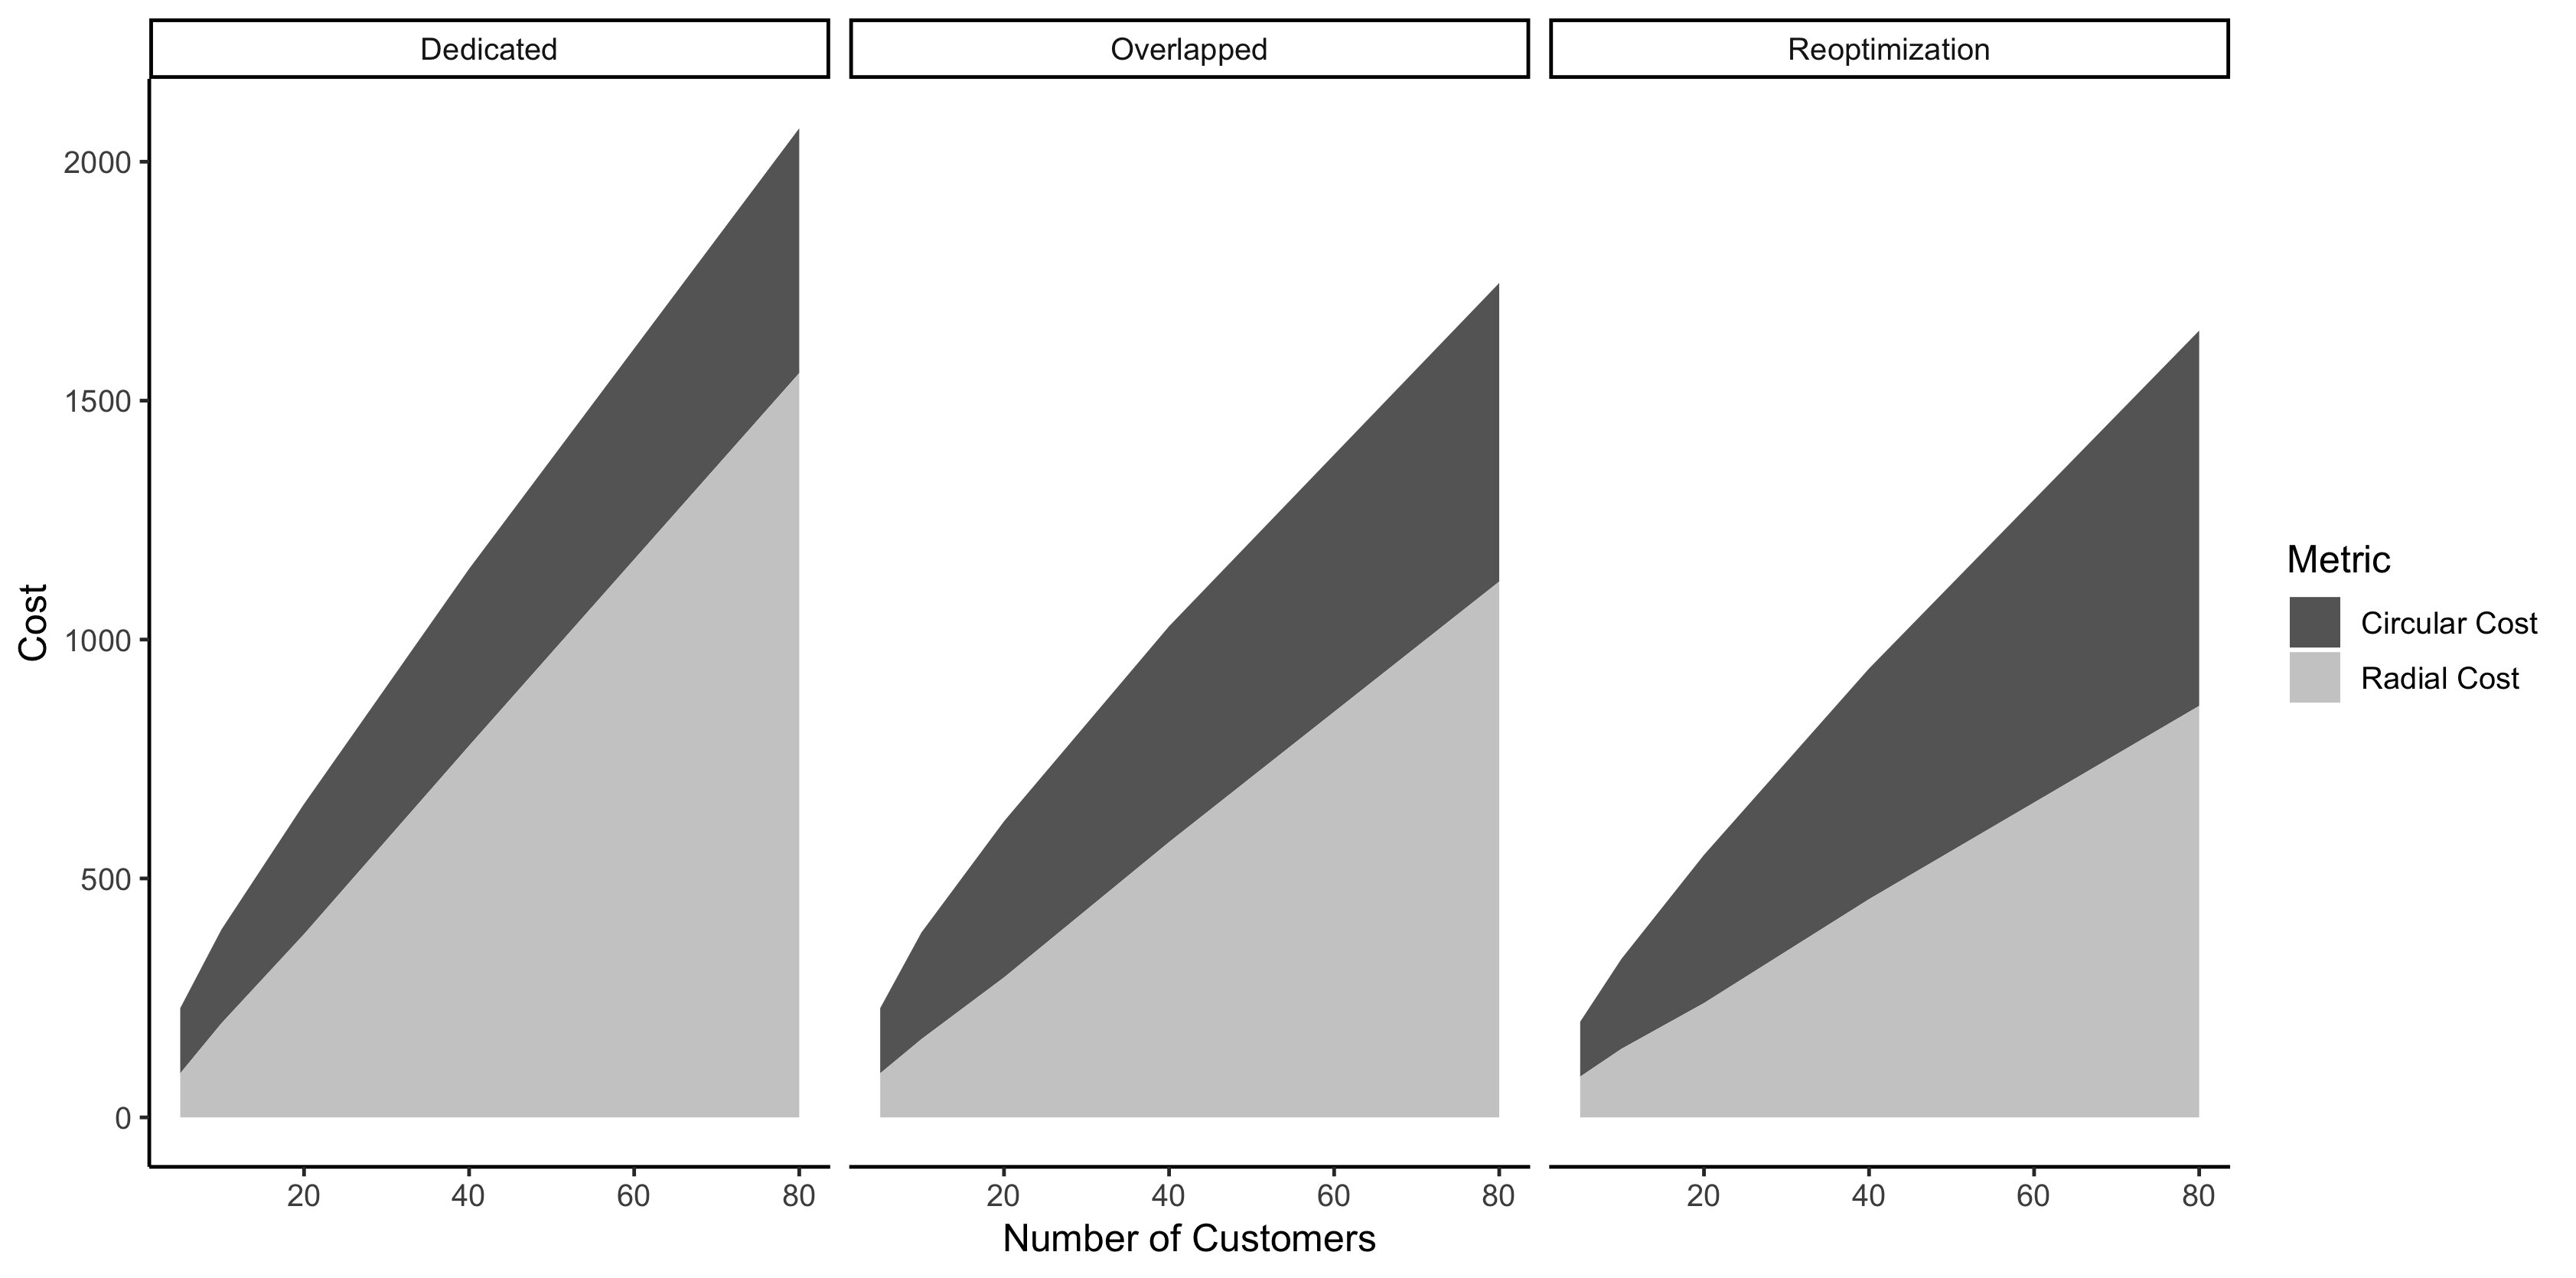 Dedicated
Overlapped
Reoptimization
Cost
2000
1500
1000
500
0
20 40 60 80
20 40 60 80
20 40 60 80
Number of Customers
Metric
Circular Cost
Radial Cost